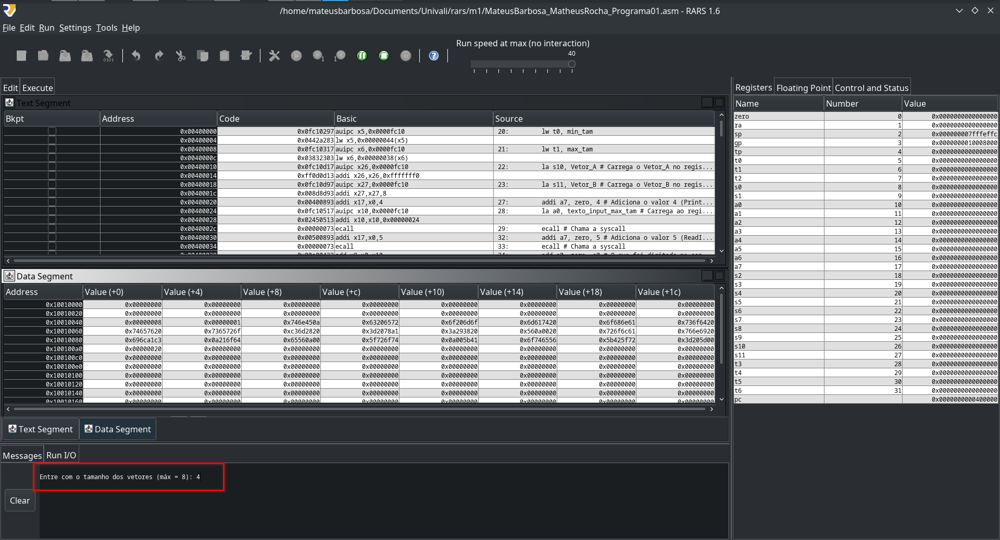 /home/mateusbarbosa/Documents/Univali/rars/m1/MateusBarbosa_MatheusRocha_Programa01.asm - RARS 1.6
File Edit Run Settings Tools Help
Run speed at max (no interaction)
40
0101 1 1 ?
Edit Execute
Text Segment
Bkpt Address Code Basic Source
0x00400000 0x0fc10297 auipc x5,0x0000fc10 20: lw t0, min_tam
0x00400004 0x0442a283 lw x5,0x00000044(x5)
0x00400008 0x0fc10317 auipc x6,0x0000fc10 21: lw t1, max_tam
0x0040000c 0x03832303 lw x6,0x00000038(x6)
0x00400010 0x0fc10d17 auipc x26,0x0000fc10 22: la s10, Vetor_A # Carrega o Vetor_A no regis...
0x00400014 0xff0d0d13 addi x26,x26,0xfffffff0
0x00400018 0x0fc10d97 auipc x27,0x0000fc10 23: la s11, Vetor_B # Carrega o Vetor_B no regis...
0x0040001c 0x008d8d93 addi x27,x27,8
0x00400020 0x00400893 addi x17,x0,4 27: addi a7, zero, 4 # Adiciona o valor 4 (Print...
0x00400024 0x0fc10517 auipc x10,0x0000fc10 28: la a0, texto_input_max_tam # Carrega ao regi...
0x00400028 0x02450513 addi x10,x10,0x00000024
0x0040002c 0x00000073 ecall 29: ecall # Chama a syscall
0x00400030 0x00500893 addi x17,x0,5 32: addi a7, zero, 5 # Adiciona o valor 5 (ReadI...
0x00400034 0x00000073 ecall 33: ecall # Chama a syscall
Data Segment
Address Value (+0) Value (+4) Value (+8) Value (+c) Value (+10) Value (+14) Value (+18) Value (+1c)
0x10010000 0x00000000 0x00000000 0x00000000 0x00000000 0x00000000 0x00000000 0x00000000 0x00000000
0x10010020 0x00000000 0x00000000 0x00000000 0x00000000 0x00000000 0x00000000 0x00000000 0x00000000
0x10010040 0x00000008 0x00000001 0x746e450a 0x63206572 0x6f206d6f 0x6d617420 0x6f686e61 0x736f6420
0x10010060 0x74657620 0x7365726f 0xc36d2820 0x3d2078a1 0x3a293820 0x560a0020 0x726f6c61 0x766e6920
0x10010080 0x696ca1c3 0x0a216f64 0x65560a00 0x5f726f74 0x0a005b41 0x6f746556 0x5b425f72 0x3d205d00
0x100100a0 0x00000020 0x00000000 0x00000000 0x00000000 0x00000000 0x00000000 0x00000000 0x00000000
0x100100c0 0x00000000 0x00000000 0x00000000 0x00000000 0x00000000 0x00000000 0x00000000 0x00000000
0x100100e0 0x00000000 0x00000000 0x00000000 0x00000000 0x00000000 0x00000000 0x00000000 0x00000000
0x10010100 0x00000000 0x00000000 0x00000000 0x00000000 0x00000000 0x00000000 0x00000000 0x00000000
0x10010120 0x00000000 0x00000000 0x00000000 0x00000000 0x00000000 0x00000000 0x00000000 0x00000000
0x10010140 0x00000000 0x00000000 0x00000000 0x00000000 0x00000000 0x00000000 0x00000000 0x00000000
0x10010160 0x00000000 0x00000000 0x00000000 0x00000000 0x00000000 0x00000000 0x00000000 0x00000000
Text Segment Data Segment
Messages Run I/O
Entre com o tamanho dos vetores (máx = 8): 4
Clear
Registers Floating Point Control and Status
Name Number Value
zero 0 0x0000000000000000
ra 1 0x0000000000000000
sp 2 0x000000007fffeffc
gp 3 0x0000000010008000
tp 4 0x0000000000000000
t0 5 0x0000000000000000
t1 6 0x0000000000000000
t2 7 0x0000000000000000
s0 8 0x0000000000000000
s1 9 0x0000000000000000
a0 10 0x0000000000000000
a1 11 0x0000000000000000
a2 12 0x0000000000000000
a3 13 0x0000000000000000
a4 14 0x0000000000000000
a5 15 0x0000000000000000
a6 16 0x0000000000000000
a7 17 0x0000000000000000
s2 18 0x0000000000000000
s3 19 0x0000000000000000
s4 20 0x0000000000000000
s5 21 0x0000000000000000
s6 22 0x0000000000000000
s7 23 0x0000000000000000
s8 24 0x0000000000000000
s9 25 0x0000000000000000
s10 26 0x0000000000000000
s11 27 0x0000000000000000
t3 28 0x0000000000000000
t4 29 0x0000000000000000
t5 30 0x0000000000000000
t6 31 0x0000000000000000
pc 0x0000000000400000